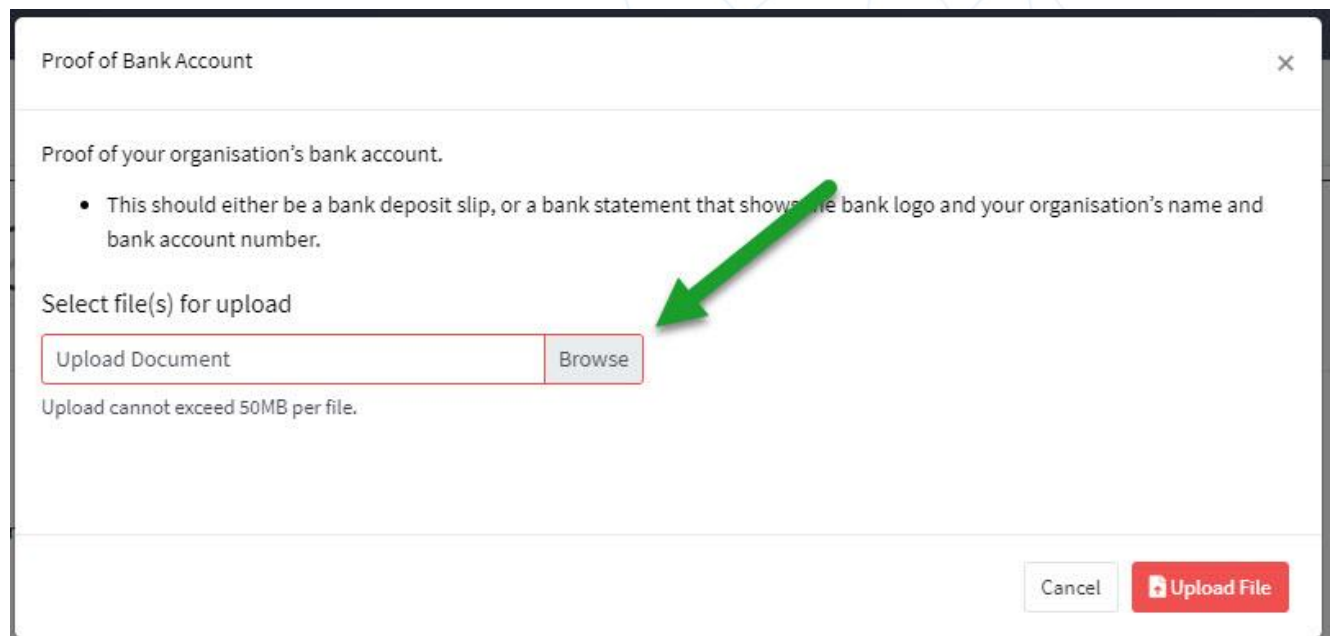 Proof of Bank Account
×
Proof of your organisation's bank account.
• This should either be a bank deposit slip, or a bank statement that shows the bank logo and your organisation's name and
bank account number.
Select file(s) for upload
Upload Document Browse
Upload cannot exceed 50MB per file.
Cancel Upload File